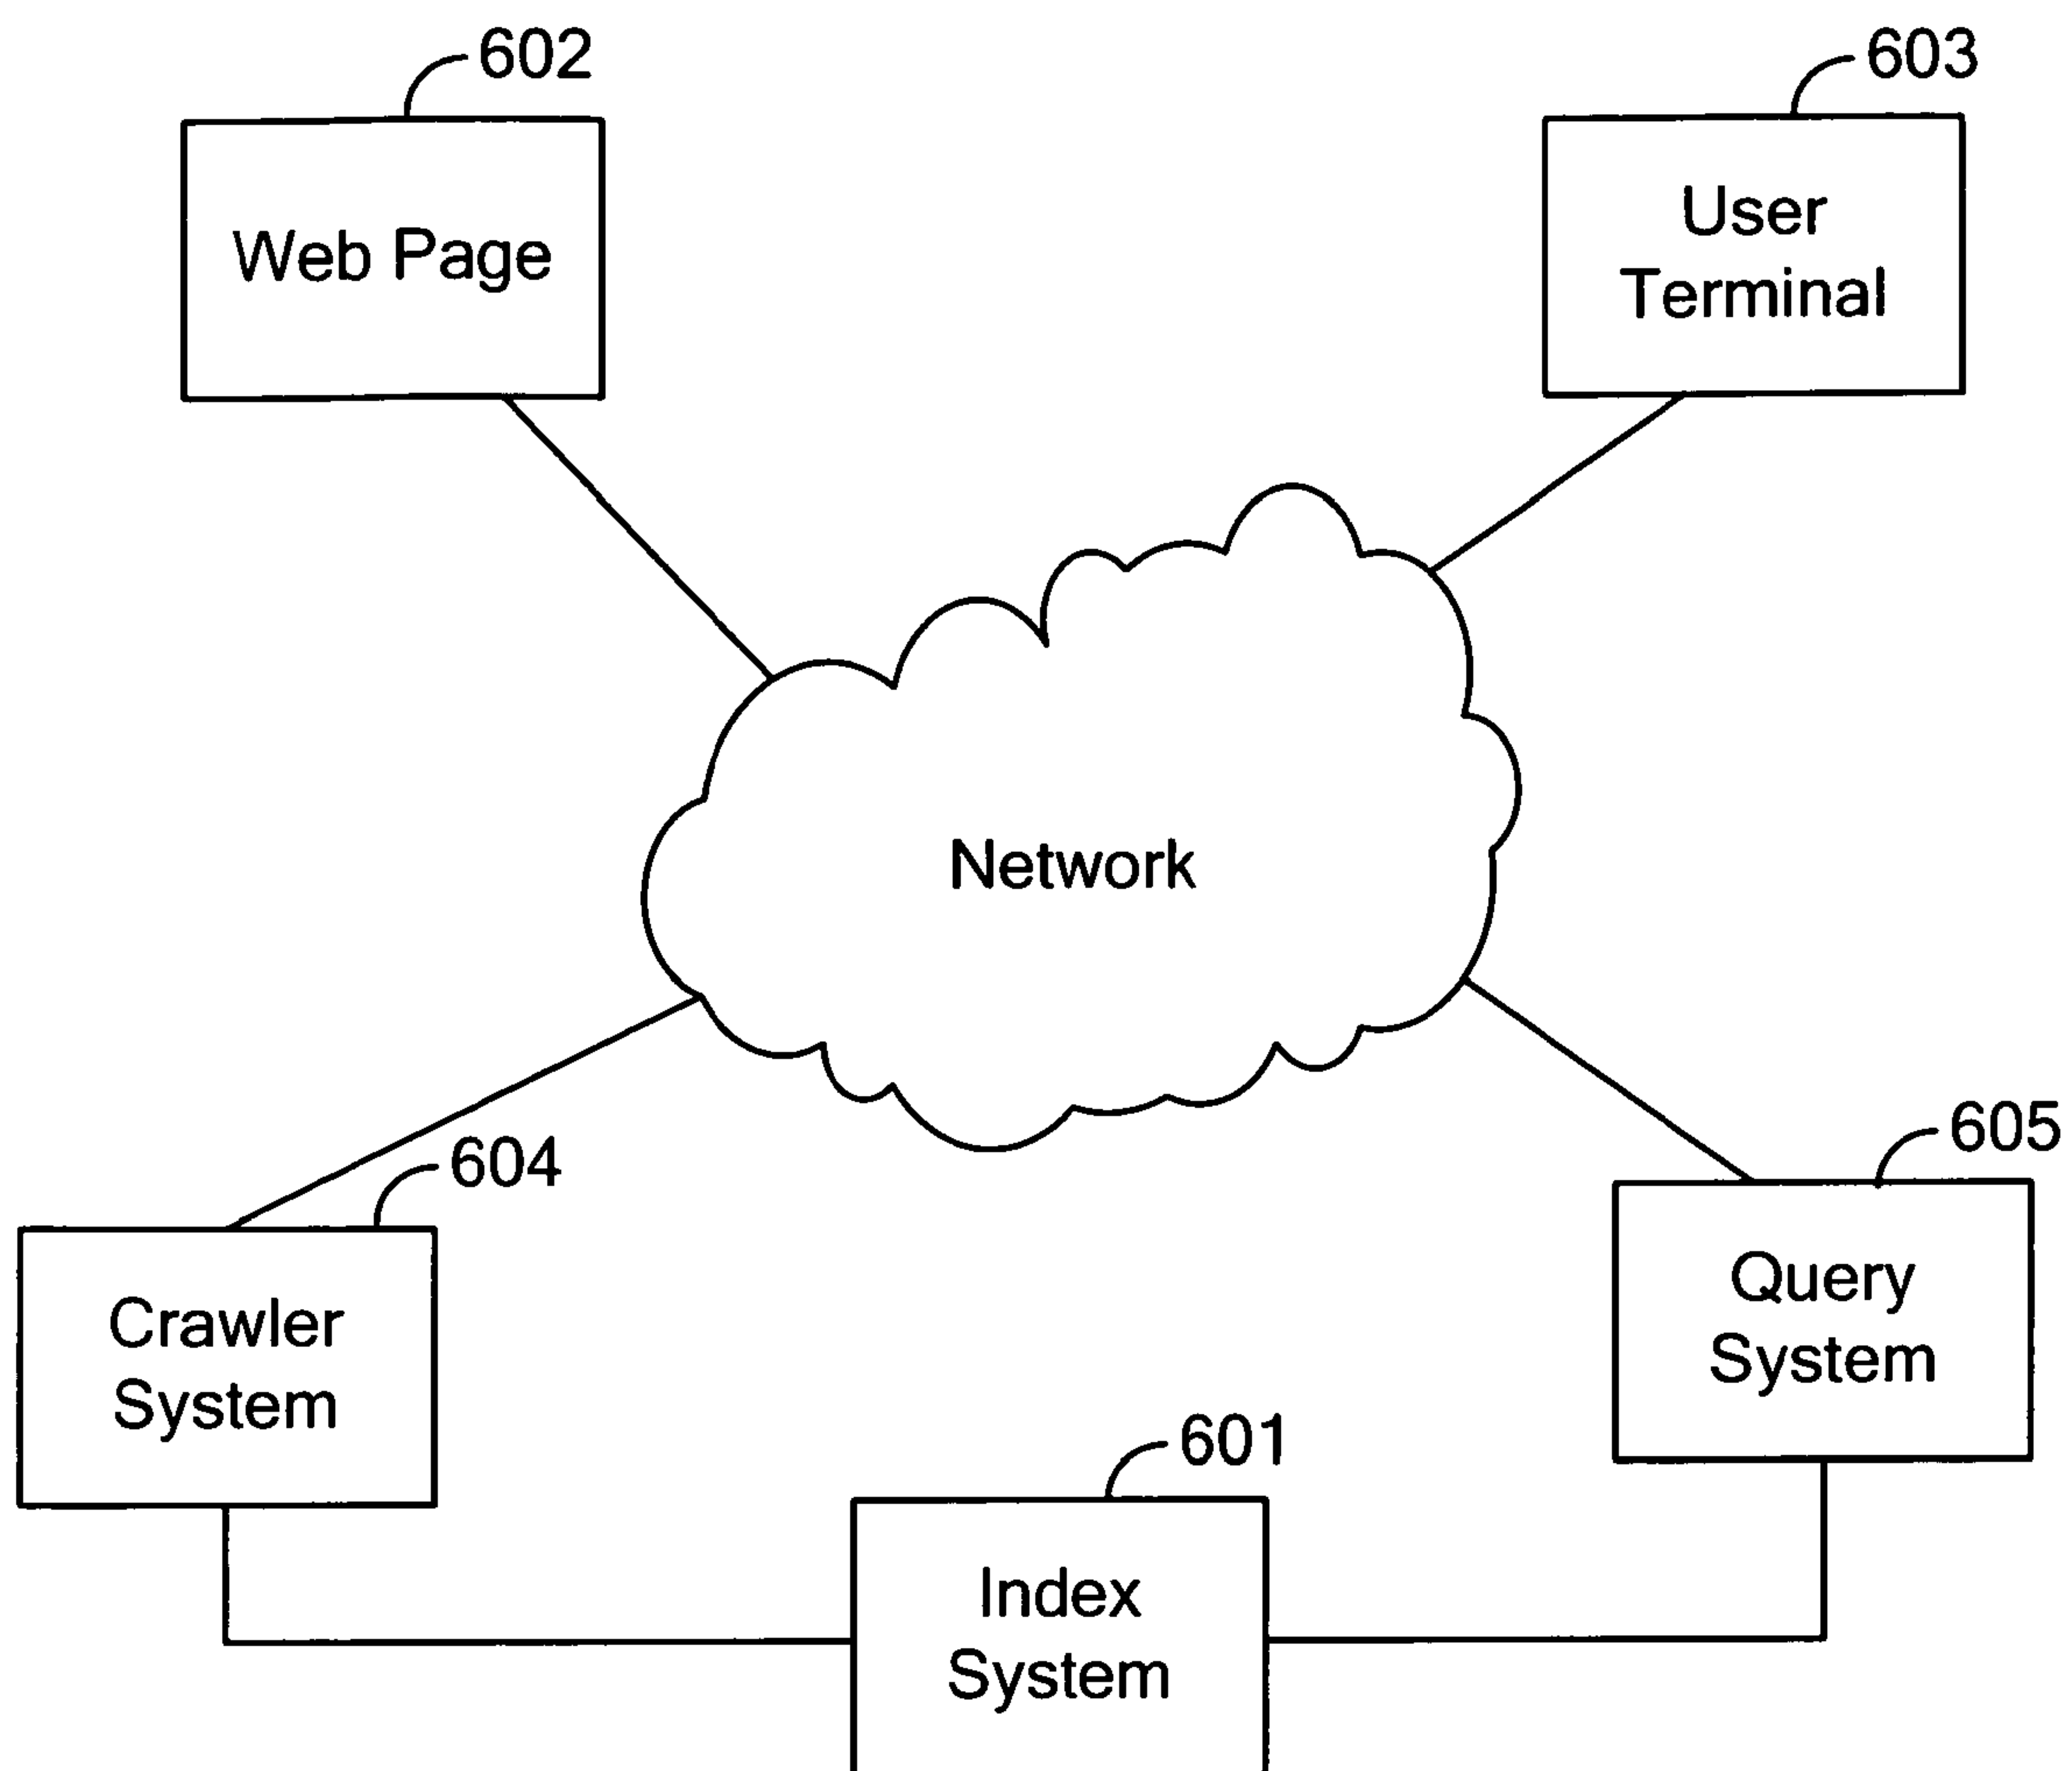 602
603
Web Page
User
Terminal
Network
604
605
Crawler
System
Query
System
601
Index
System